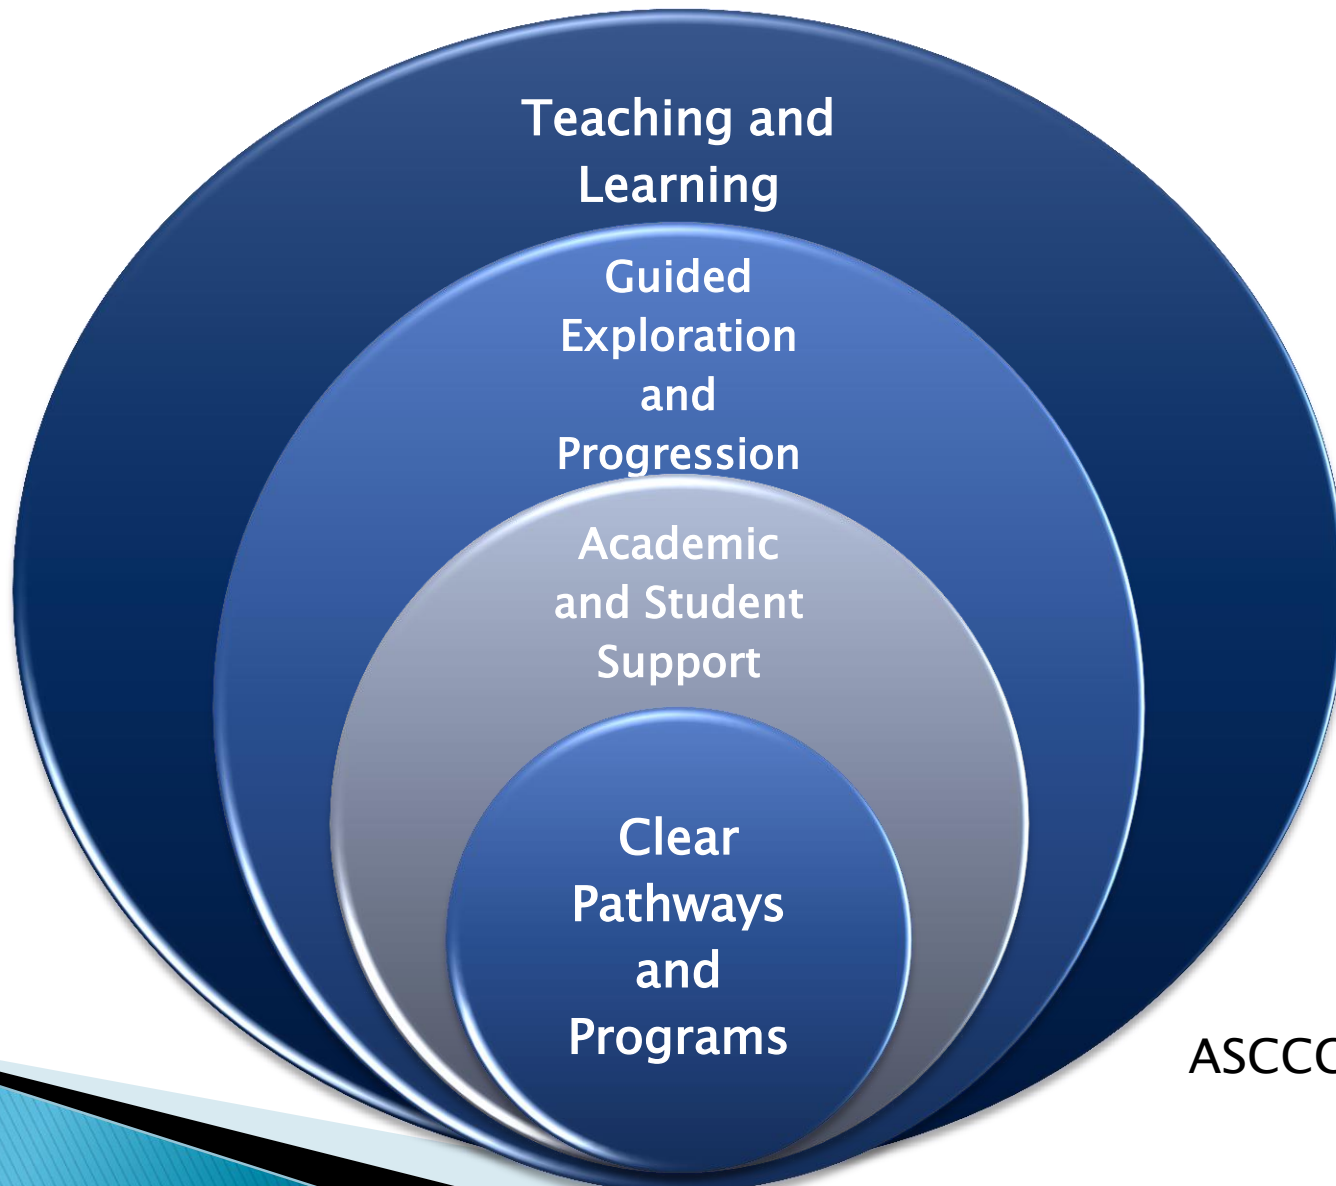 Teaching and
Learning
Guided
Exploration
and
Progression
Academic
and Student
Support
Clear
Pathways
and
Programs